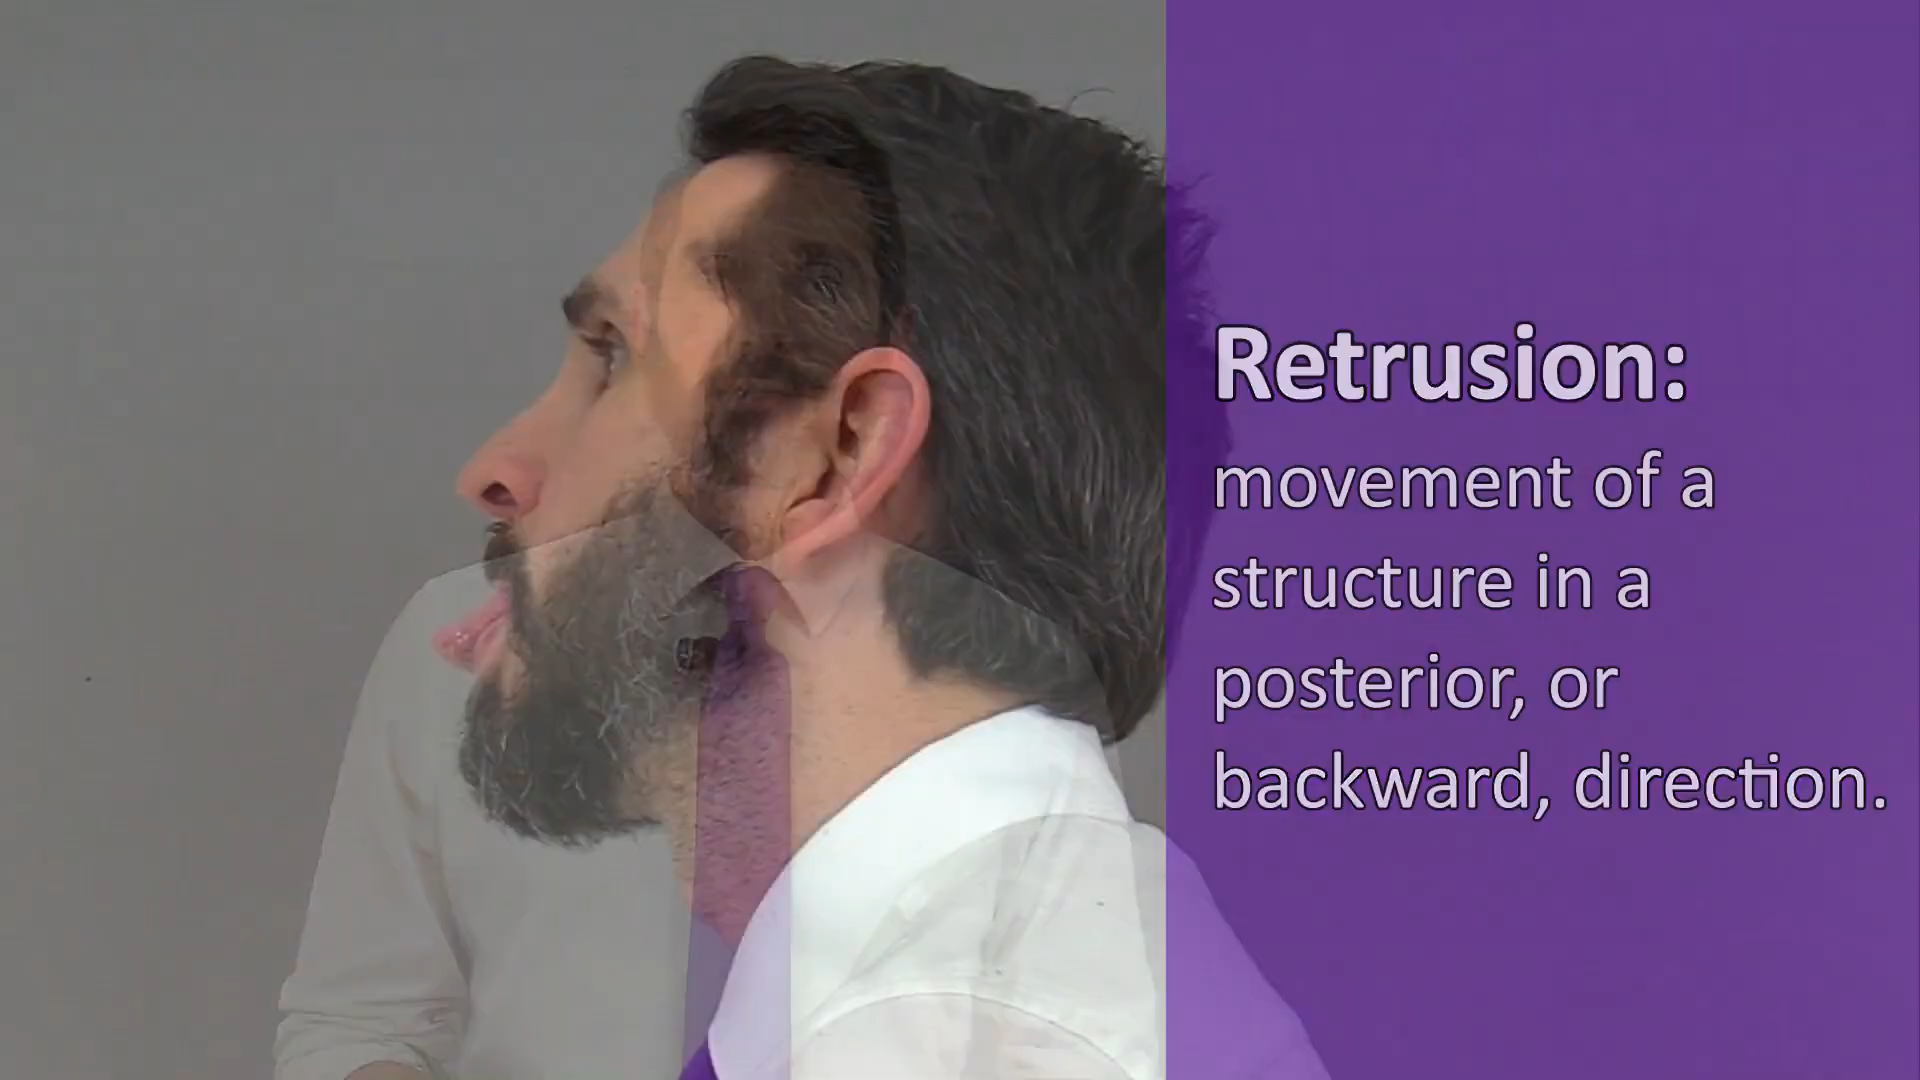 Retrusion:
movement of a
structure in a
posterior, or
backward, direction.